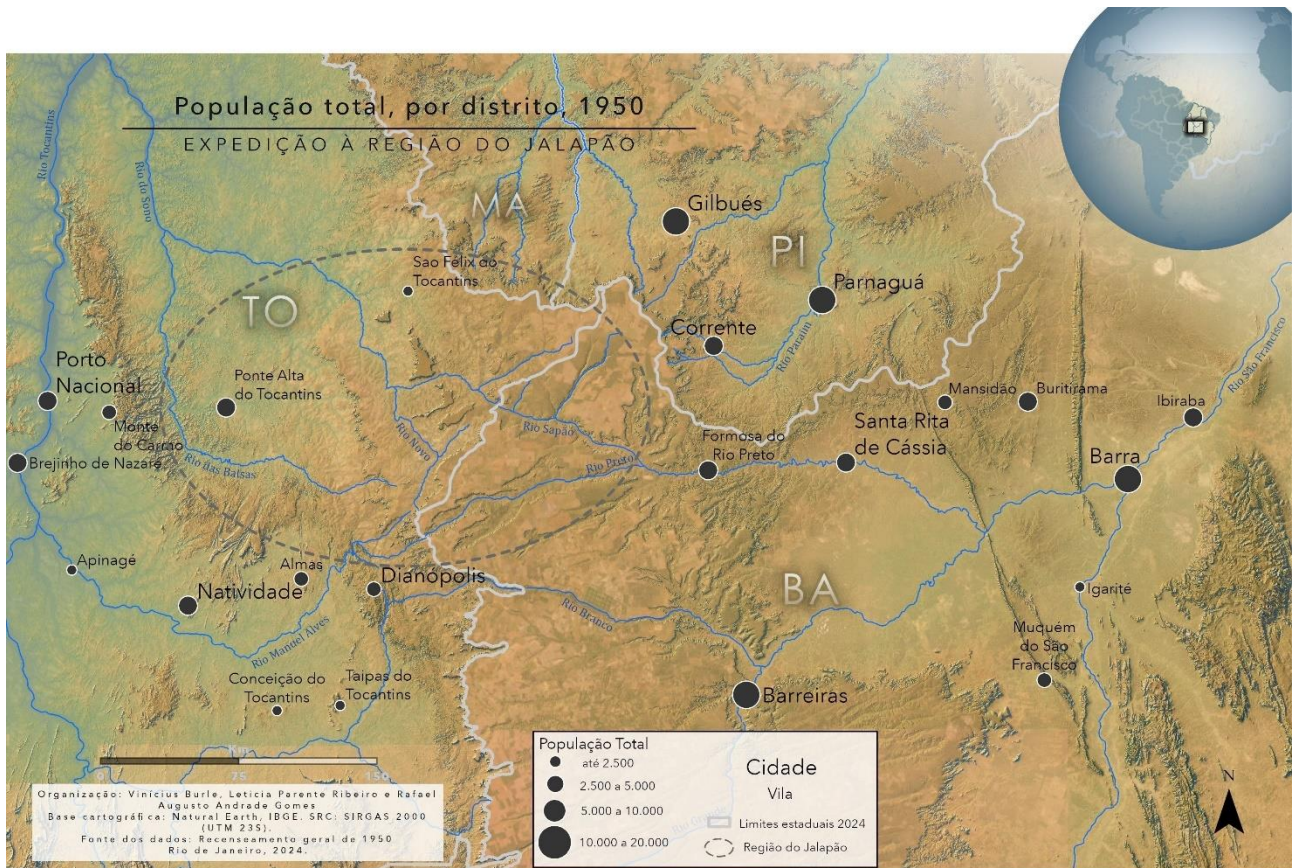 População total, por distrito, 1950
EXPEDIÇÃO À REGIÃO DO JALAPÃO
Rio Tocantins
Rio do Sono
MA
Gilbués
PI
Sao Félix do
Tocantins
TO
Parnaguá
Corrente
Rio Paraim
Rio São Francisco
Porto
Nacional
Ponte Alta
do Tocantins
Mansidão
Buritirama
Ibiraba
Monte
do Carmo
Santa Rita
de Cássia
Rio Sapão
Formosa do
Rio Preto
Rio Novo
Barra
Brejinho de Nazaré
Rio das Balsas
Rio Preto
Apinagé
Almas
Dianópolis
Natividade
BA
Igarité
Rio Branco
Rio Manoel Alves
Muquém
do São
Francisco
Conceição do
Tocantins
Taipas do
Tocantins
Barreiras
Km
0 75 150
Organização: Vinícius Burle, Leticia Parente Ribeiro e Rafael
Augusto Andrade Gomes
Base cartográfica: Natural Earth, IBGE. SRC: SIRGAS 2000
(UTM 23S).
Fonte dos dados: Recenseamento geral de 1950
Rio de Janeiro, 2024.
População Total
até 2.500
2.500 a 5.000
5.000 a 10.000
10.000 a 20.000
Cidade
Vila
Limites estaduais 2024
Região do Jalapão
N